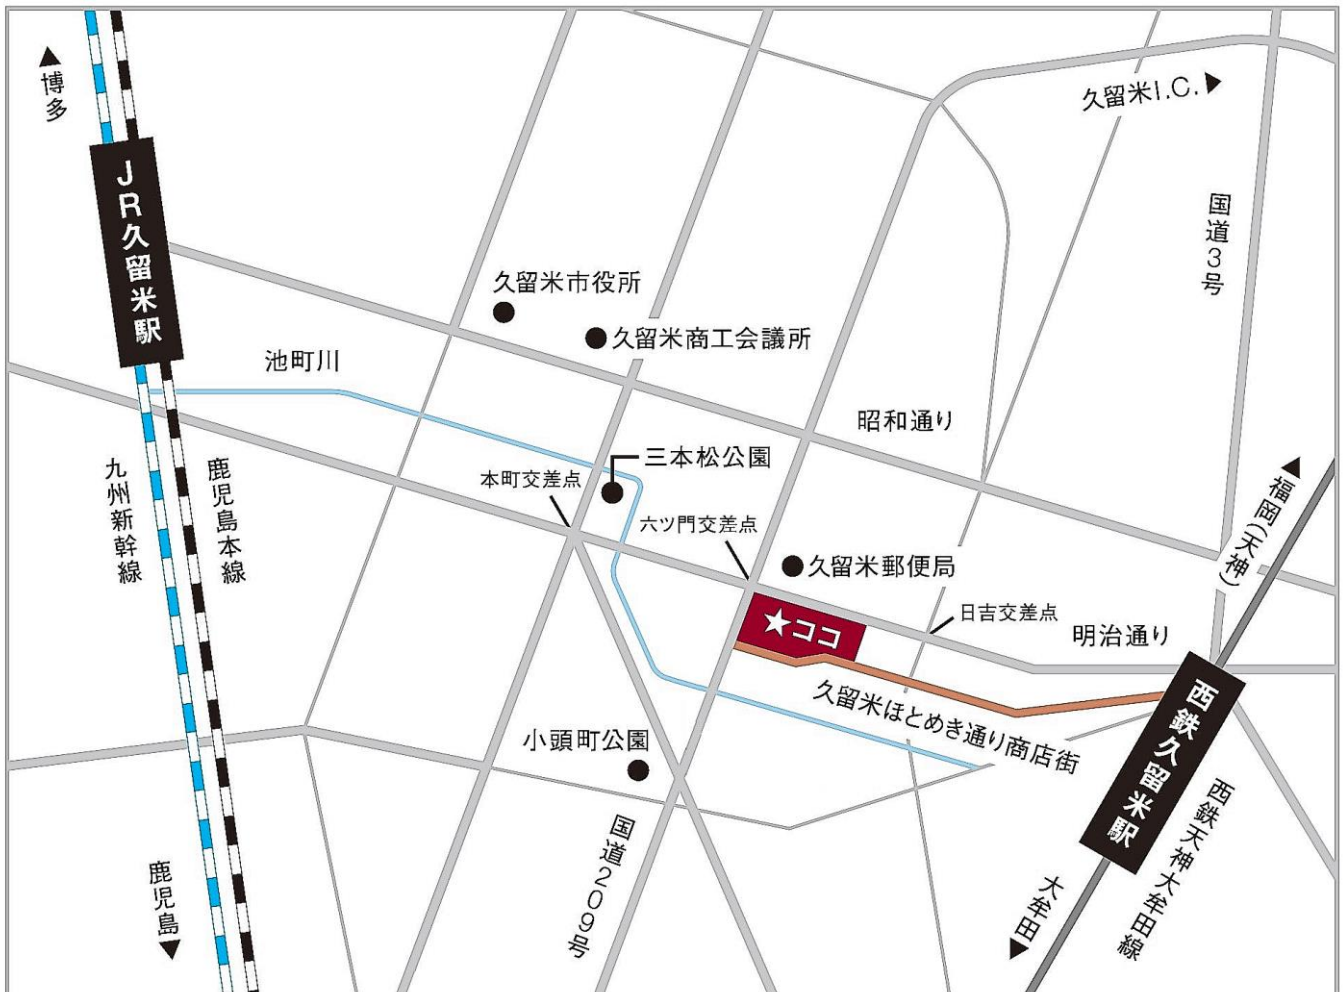 ▲博多
久留米I.C.▶
JR久留米駅
国道3号
久留米市役所
久留米商工会議所
池町川
昭和通り
三本松公園
本町交差点
九州新幹線
鹿児島本線
▲福岡(天神)
六ツ門交差点
久留米郵便局
日吉交差点
★ココ
明治通り
久留米ほとめき通り商店街
西鉄久留米駅
小頭町公園
国道209号
西鉄天神大牟田線
鹿児島▼
大牟田▼